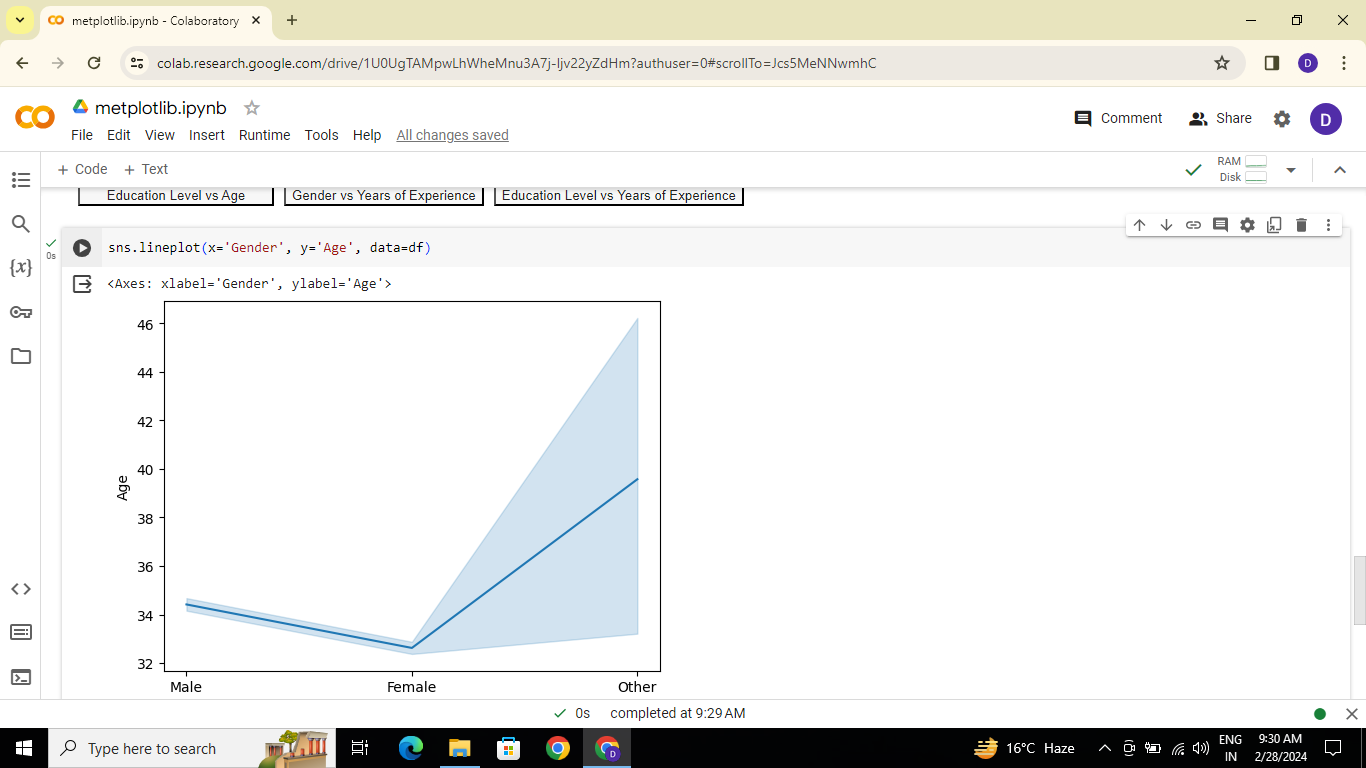 metplotlib.ipynb - Colaboratory
colab.research.google.com/drive/1U0UgTAMpwLhWheMnu3A7j-Ijv22yZdHm?authuser=0#scrollTo=Jcs5MeNNwmhC
D
metplotlib.ipynb
Comment
Share
D
File Edit View Insert Runtime Tools Help All changes saved
+ Code + Text
RAM
Disk
Education Level vs Age
Gender vs Years of Experience
Education Level vs Years of Experience
0s
sns.lineplot(x='Gender', y='Age', data=df)
<Axes: xlabel='Gender', ylabel='Age'>
46
44
42
40
38
36
34
32
Age
Male Female Other
0s completed at 9:29 AM
Type here to search
D
16°C Haze
ENG
IN
9:30 AM
2/28/2024